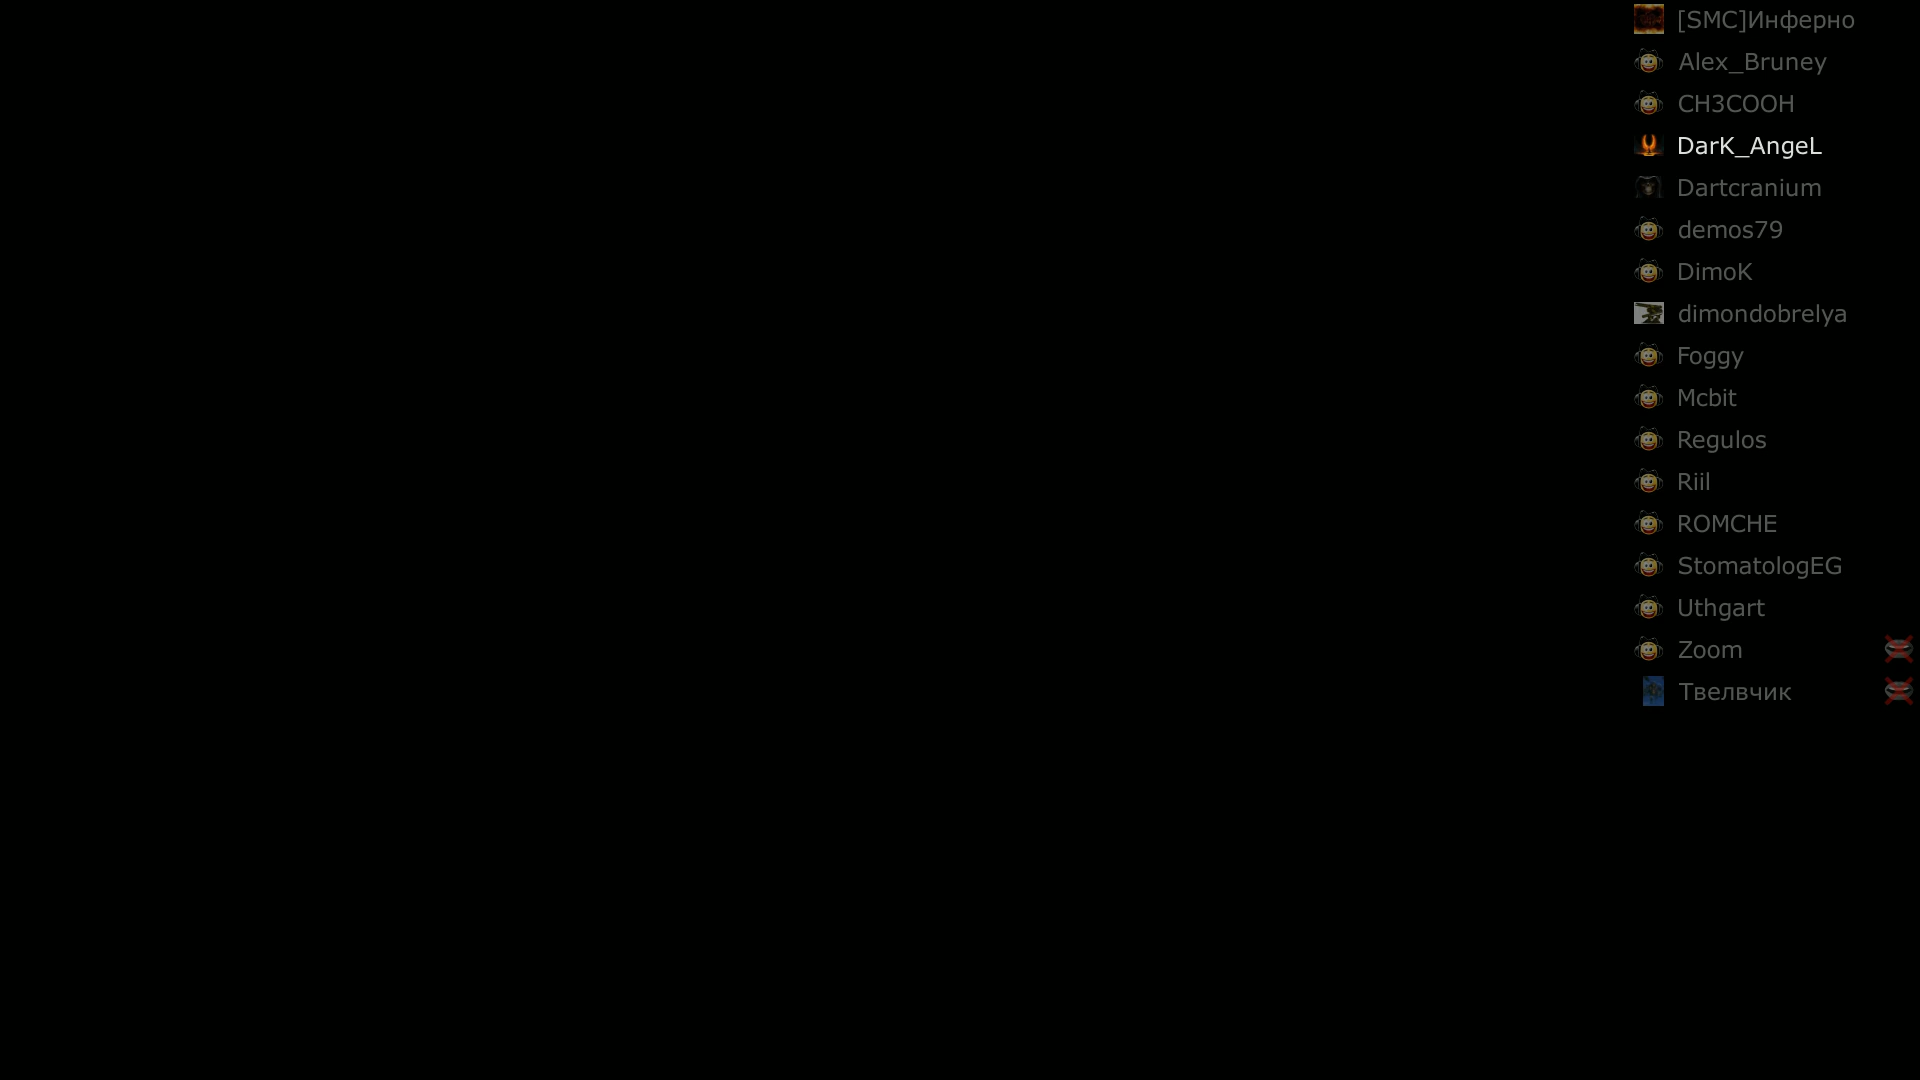 [SMC]Инферно
Alex_Bruney
CH3COOH
DarK_AngeL
Dartcranium
demos79
DimoK
dimondobrelya
Foggy
Mcbit
Regulos
Riil
ROMCHE
StomatologEG
Uthgart
Zoom
Твелвчик